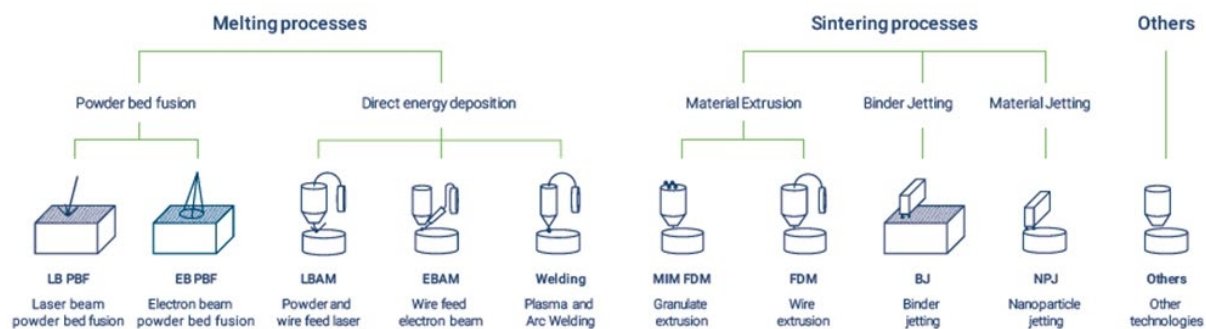 Melting processes
Sintering processes
Others
Powder bed fusion
Direct energy deposition
Material Extrusion
Binder Jetting
Material Jetting
LB PBF
EB PBF
LBAM
EBAM
Welding
MIM FDM
FDM
BJ
NPJ
Others
Laser beam
powder bed fusion
Electron beam
powder bed fusion
Powder and
wire feed laser
Wire feed
electron beam
Plasma and
Arc Welding
Granulate
extrusion
Wire
extrusion
Binder
jetting
Nanoparticle
jetting
Other
technologies